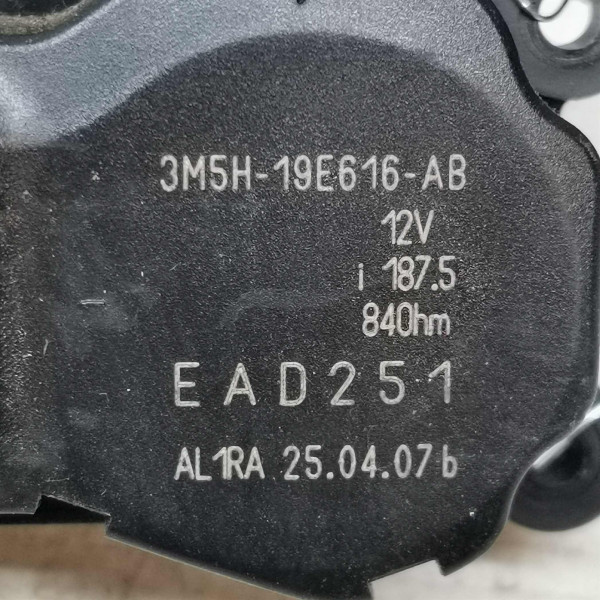 3M5H-19E616-AB
12V
i 187.5
84Ohm
EAD251
AL1RA 25.04.07b